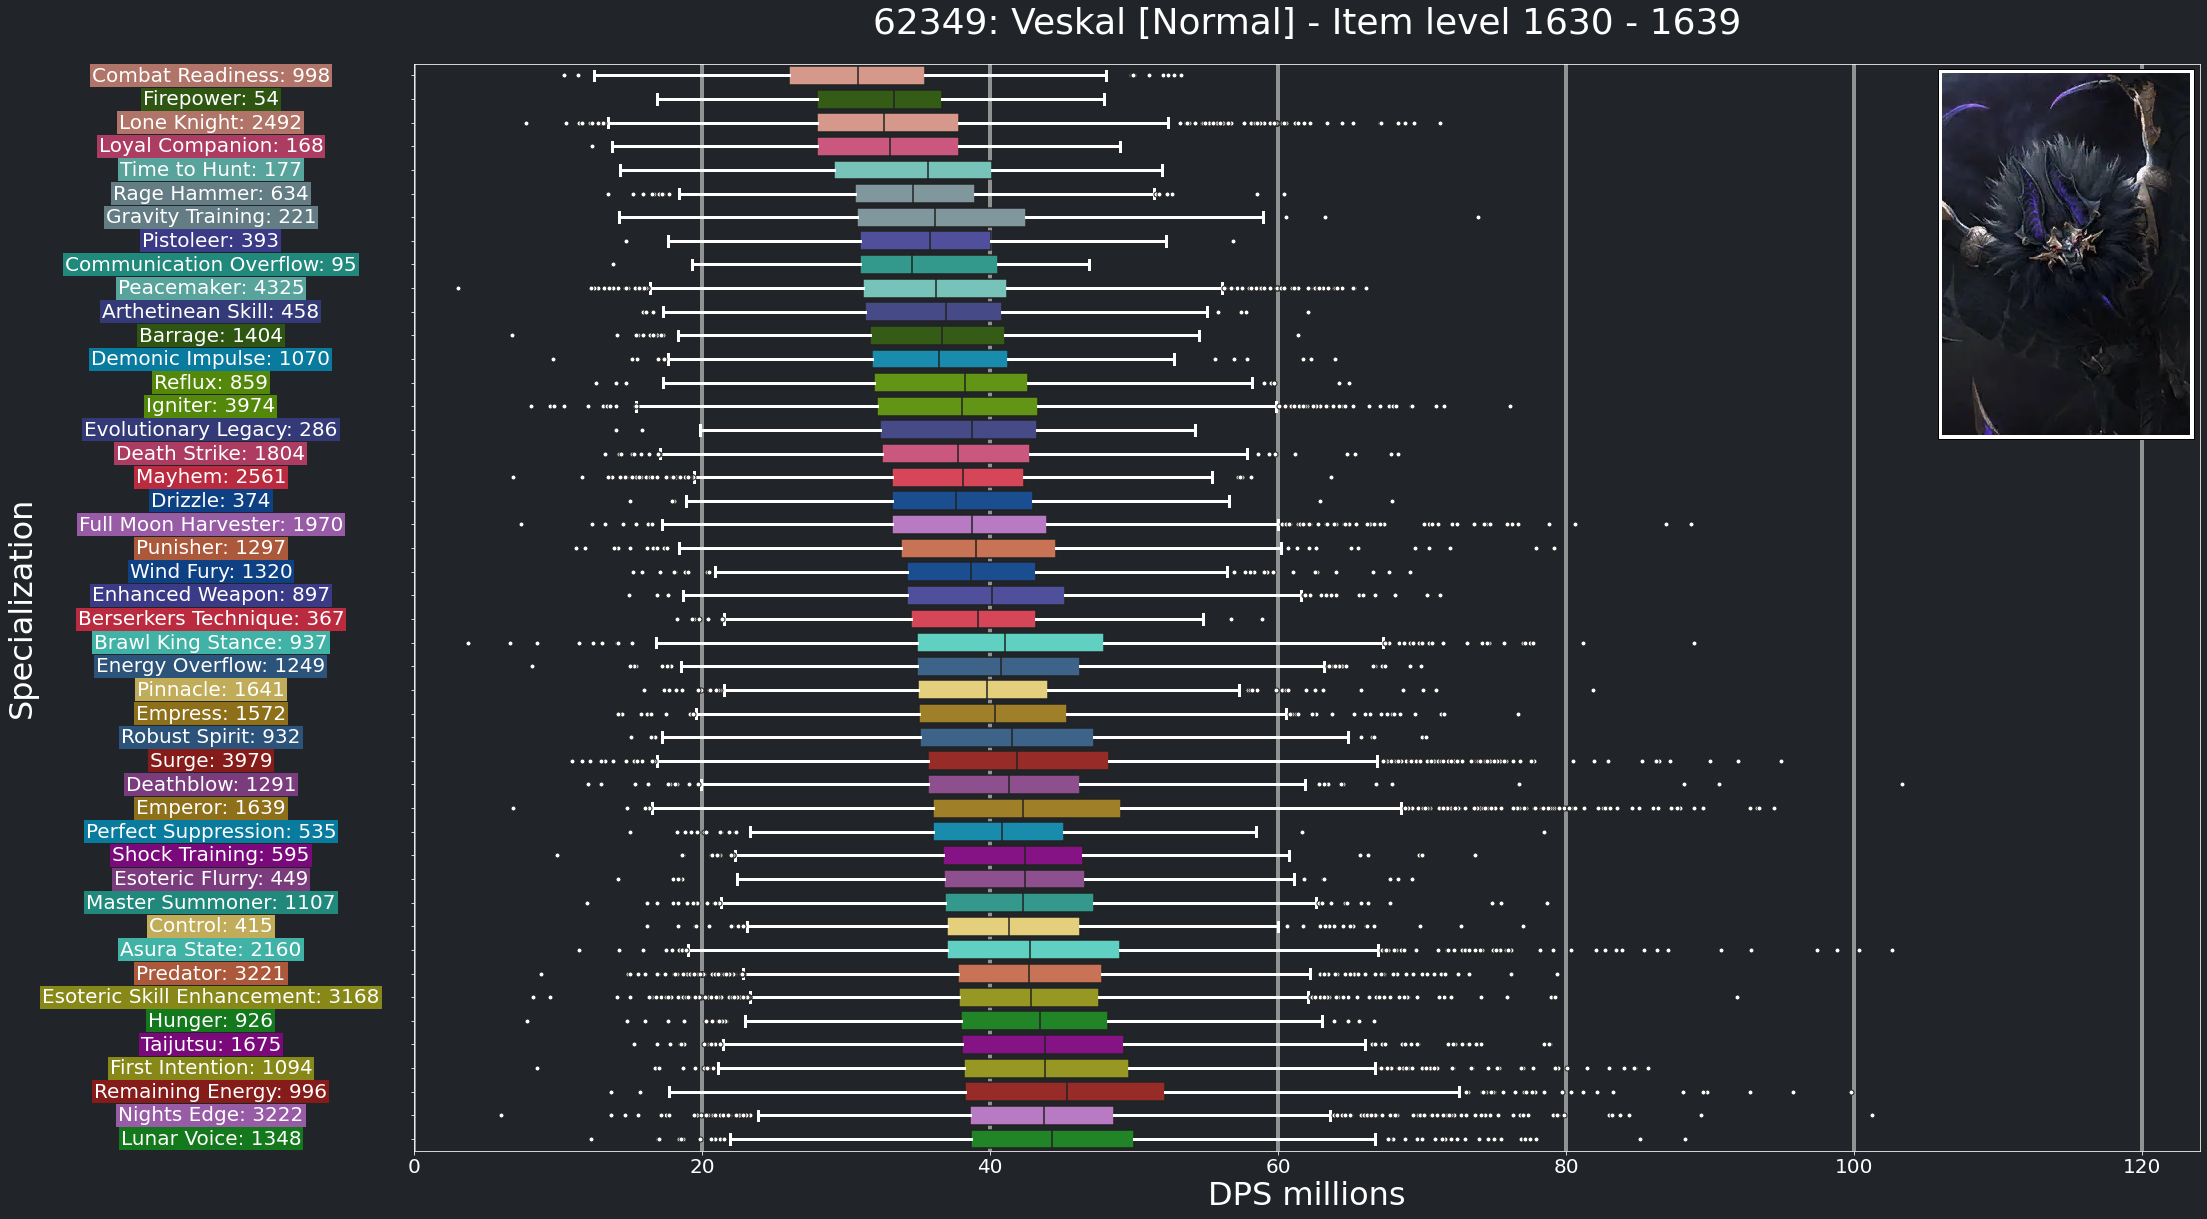 62349: Veskal [Normal] - Item level 1630 - 1639
Combat Readiness: 998
Firepower: 54
Lone Knight: 2492
Loyal Companion: 168
Time to Hunt: 177
Rage Hammer: 634
Gravity Training: 221
Pistoleer: 393
Communication Overflow: 95
Peacemaker: 4325
Arthetinean Skill: 458
Barrage: 1404
Demonic Impulse: 1070
Reflux: 859
Igniter: 3974
Evolutionary Legacy: 286
Death Strike: 1804
Mayhem: 2561
Drizzle: 374
Full Moon Harvester: 1970
Punisher: 1297
Wind Fury: 1320
Enhanced Weapon: 897
Berserkers Technique: 367
Brawl King Stance: 937
Energy Overflow: 1249
Pinnacle: 1641
Empress: 1572
Robust Spirit: 932
Surge: 3979
Deathblow: 1291
Emperor: 1639
Perfect Suppression: 535
Shock Training: 595
Esoteric Flurry: 449
Master Summoner: 1107
Control: 415
Asura State: 2160
Predator: 3221
Esoteric Skill Enhancement: 3168
Hunger: 926
Taijutsu: 1675
First Intention: 1094
Remaining Energy: 996
Nights Edge: 3222
Lunar Voice: 1348
Specialization
0 20 40 60 80 100 120
DPS millions